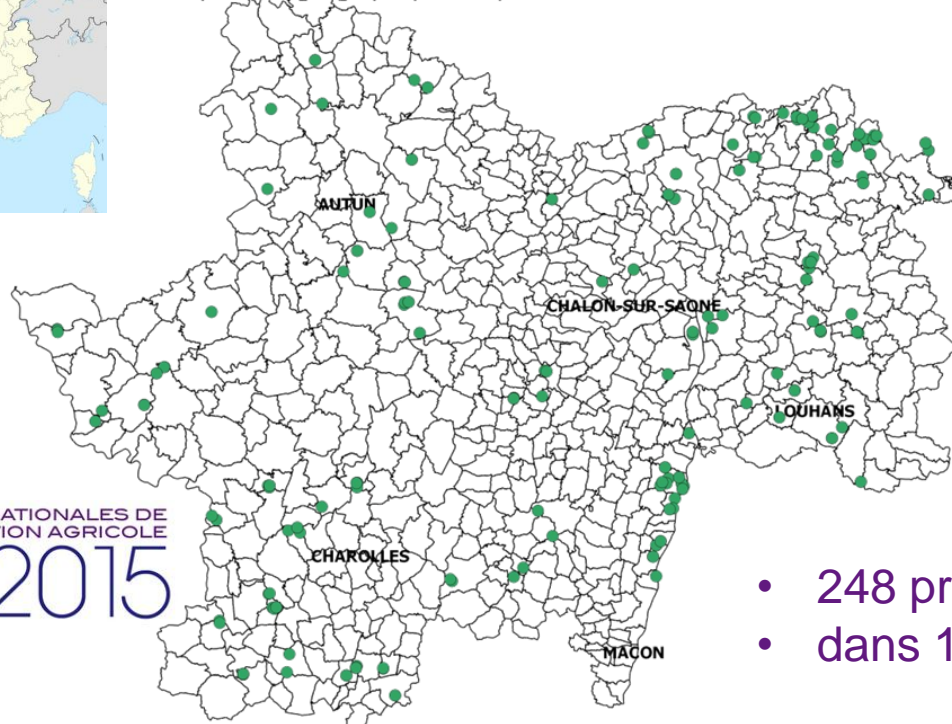 AUTUN
CHALON-SUR-SAONE
LOUHANS
ATIONALES DE
ION AGRICOLE
2015
CHAROLLES
• 248 pr
• dans 1
MACON